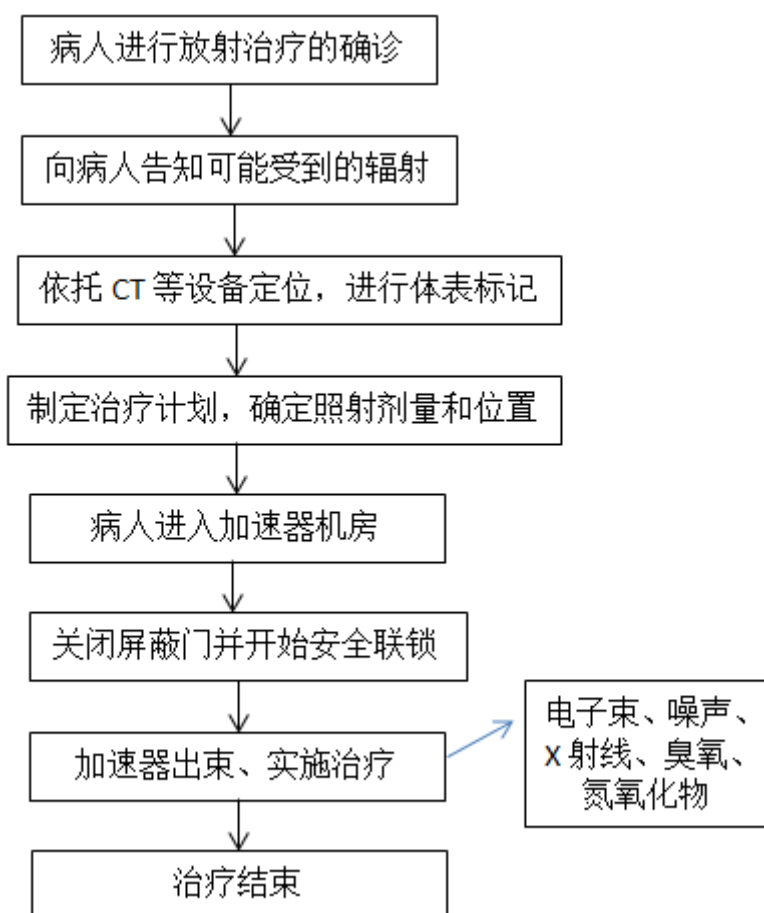 病人进行放射治疗的确诊
向病人告知可能受到的辐射
依托 CT 等设备定位，进行体表标记
制定治疗计划，确定照射剂量和位置
病人进入加速器机房
关闭屏蔽门并开始安全联锁
加速器出束、实施治疗
电子束、噪声、
X 射线、臭氧、
氮氧化物
治疗结束